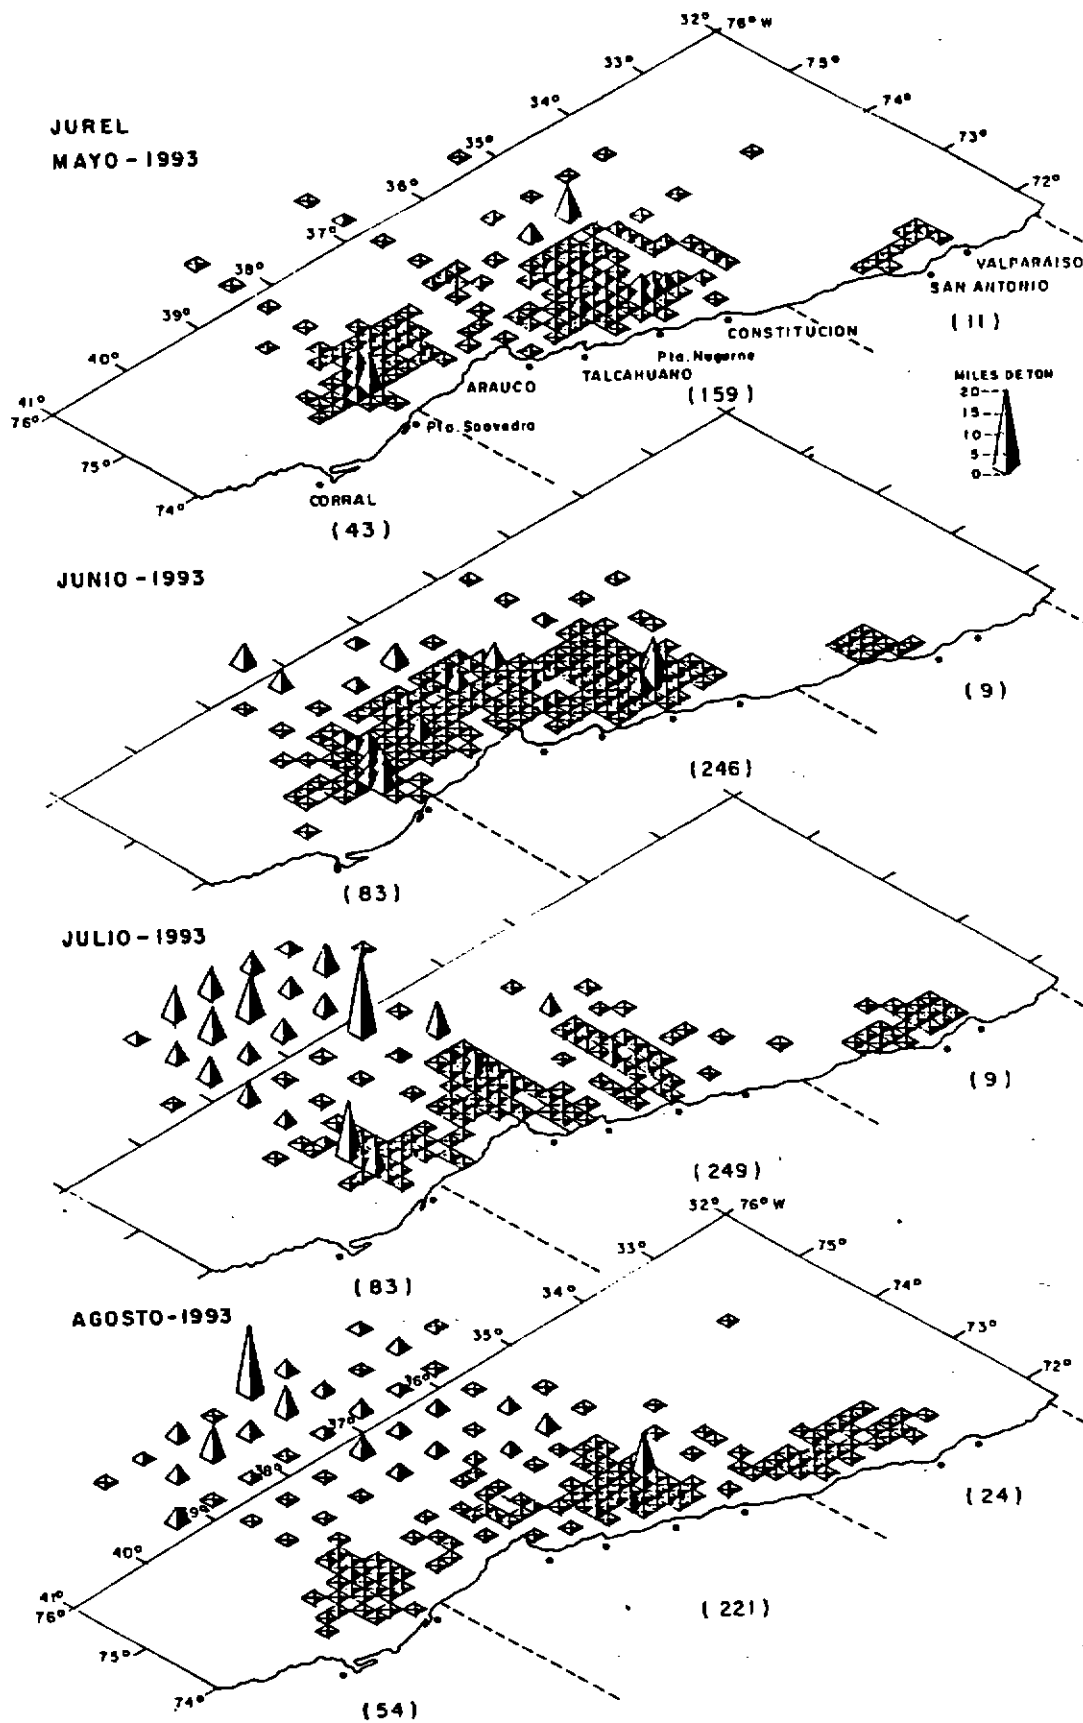 JUREL
MAYO-1993
32° 76° W
33° 75°
34° 74°
35° 73°
36° 72°
37°
38°
39°
40°
41°
76°
75°
74°
VALPARAISO
SAN ANTONIO
CONSTITUCION
Pta. Nugurne
TALCAHUANO
ARAUCO
Pta. Saavedra
CORRAL
(11)
(159)
(43)
MILES DE TON
20
15
10
5
0
JUNIO-1993
(9)
(246)
(83)
JULIO-1993
(9)
(249)
(83)
AGOSTO-1993
32° 76° W
33° 75°
34° 74°
35° 73°
36° 72°
37°
38°
39°
40°
41°
76°
75°
74°
(24)
(221)
(54)